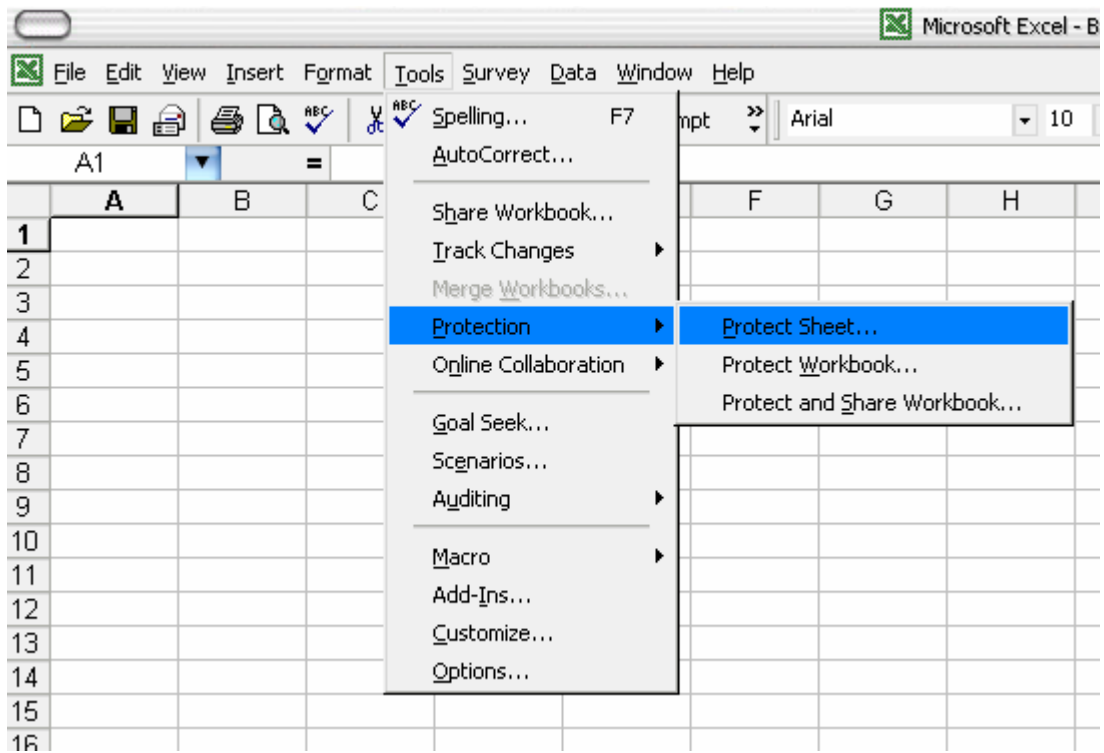 Microsoft Excel - B
File Edit View Insert Format Tools Survey Data Window Help
ABC ABC Spelling... F7 mpt Arial 10
AutoCorrect...
A1 =
A B C F G H
Share Workbook...
1
Track Changes
2
Merge Workbooks...
3
Protection Protect Sheet...
4
Online Collaboration Protect Workbook...
5
Protect and Share Workbook...
6
Goal Seek...
7
Scenarios...
8
Auditing
9
10
Macro
11
Add-Ins...
12
Customize...
13
Options...
14
15
16